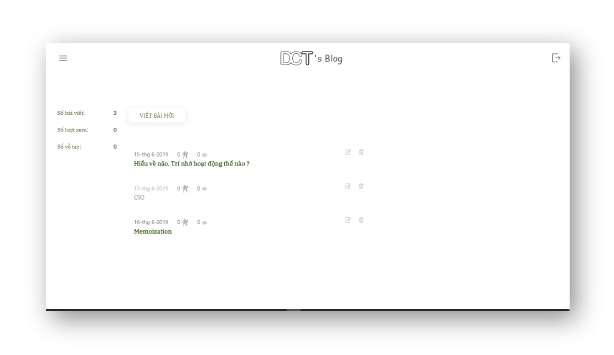 DCT's Blog
Số bài viết: 3
Số lượt xem: 0
Số vỗ tay: 0
VIẾT BÀI MỚI
15-thg 6-2019 0 0
Hiểu về não. Trí nhớ hoạt động thế nào ?
15-thg 6-2019 0 0
CSO
16-thg 6-2019 0 0
Memoization